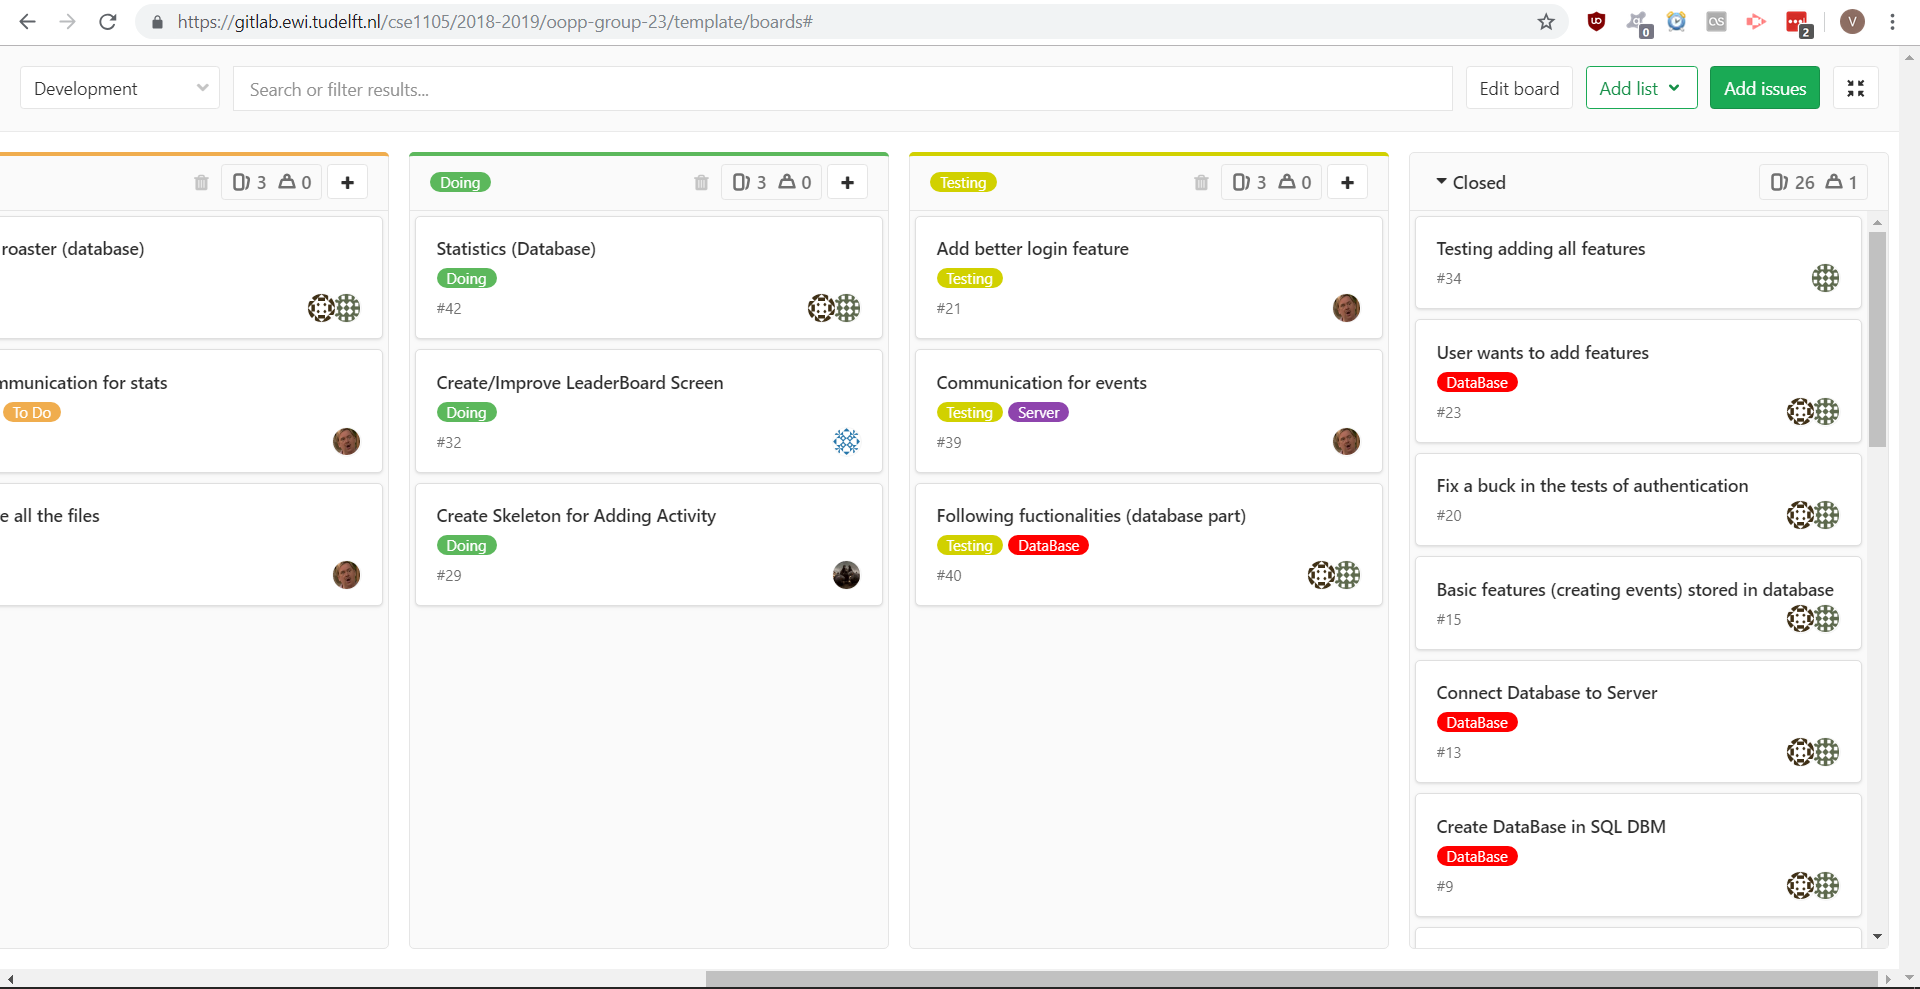 https://gitlab.ewi.tudelft.nl/cse1105/2018-2019/oopp-group-23/template/boards#
0
2
V
Development
Search or filter results...
Edit board
Add list
Add issues
3 0
roaster (database)
mmunication for stats
To Do
e all the files
Doing
3 0
Statistics (Database)
Doing
#42
Create/Improve LeaderBoard Screen
Doing
#32
Create Skeleton for Adding Activity
Doing
#29
Testing
3 0
Add better login feature
Testing
#21
Communication for events
Testing Server
#39
Following fuctionalities (database part)
Testing DataBase
#40
Closed
26 1
Testing adding all features
#34
User wants to add features
DataBase
#23
Fix a buck in the tests of authentication
#20
Basic features (creating events) stored in database
#15
Connect Database to Server
DataBase
#13
Create DataBase in SQL DBM
DataBase
#9